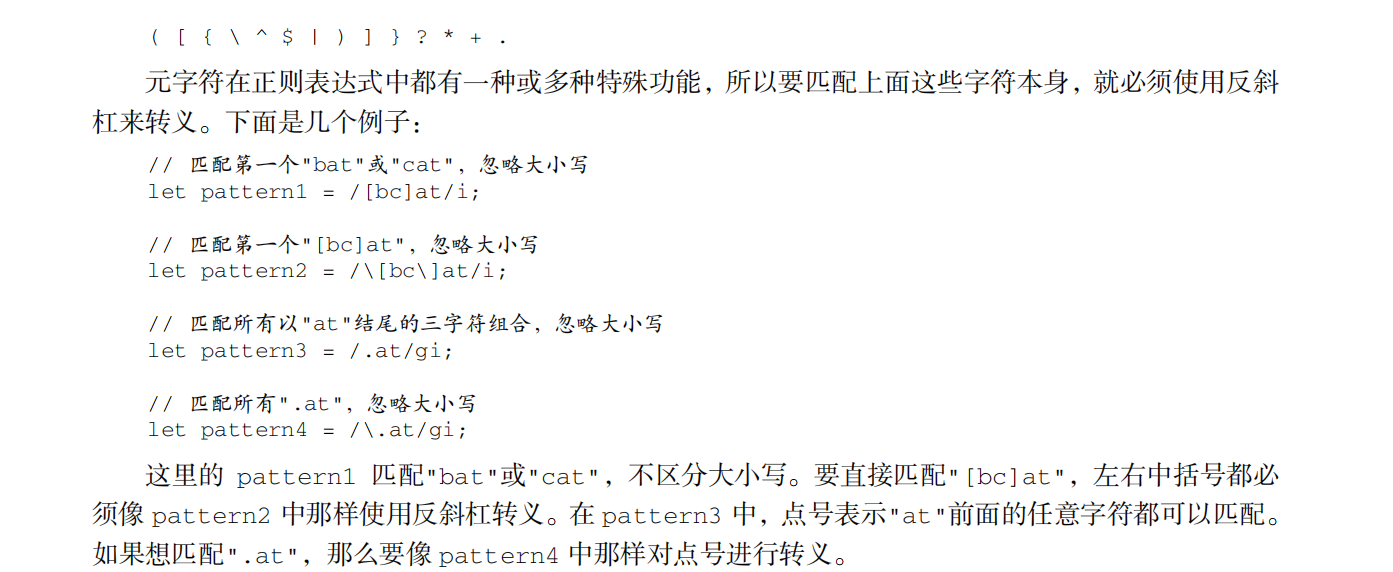 ( [ { \ ^ $ | ) ] } ? * + .
元字符在正则表达式中都有一种或多种特殊功能，所以要匹配上面这些字符本身，就必须使用反斜
杠来转义。下面是几个例子：
// 匹配第一个"bat"或"cat"，忽略大小写
let pattern1 = /[bc]at/i;
// 匹配第一个"[bc]at"，忽略大小写
let pattern2 = /\[bc\]at/i;
// 匹配所有以"at"结尾的三字符组合，忽略大小写
let pattern3 = /.at/gi;
// 匹配所有".at"，忽略大小写
let pattern4 = /\.at/gi;
这里的 pattern1 匹配"bat"或"cat"，不区分大小写。要直接匹配"[bc]at"，左右中括号都必
须像 pattern2 中那样使用反斜杠转义。在 pattern3 中，点号表示"at"前面的任意字符都可以匹配。
如果想匹配".at"，那么要像 pattern4 中那样对点号进行转义。